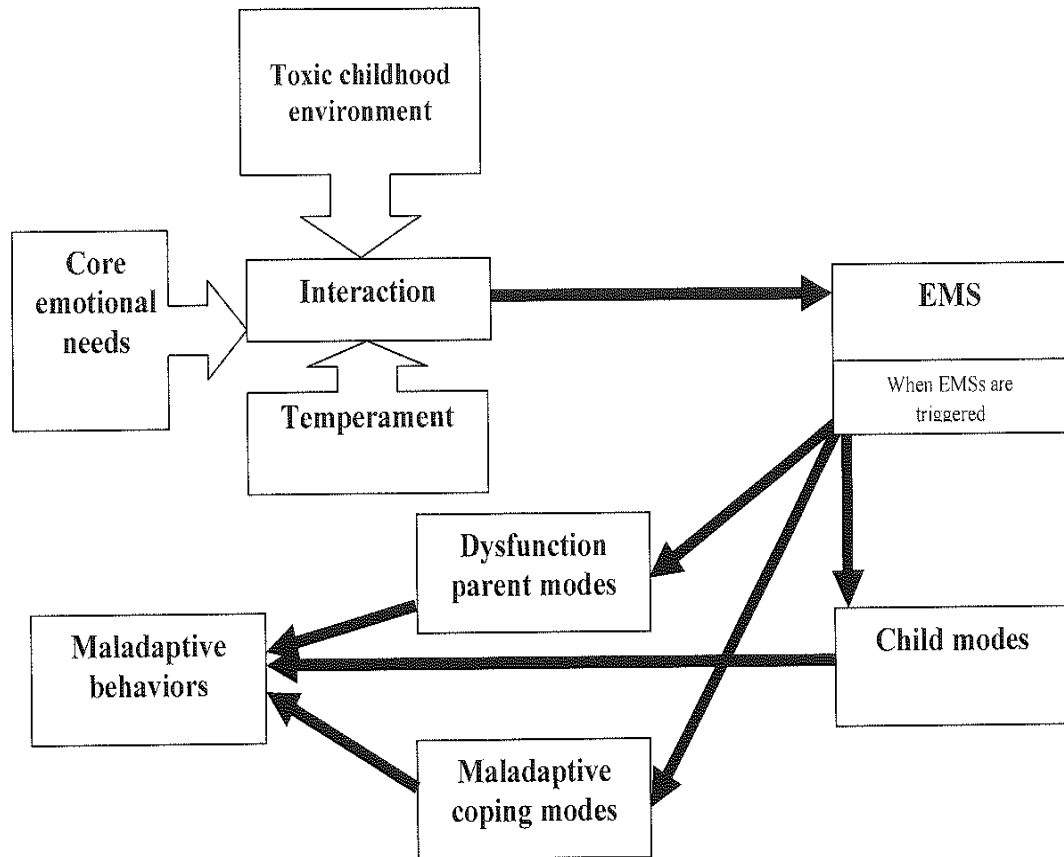 Toxic childhood
environment
Core
emotional
needs
Interaction
Temperament
EMS
When EMSs are
triggered
Dysfunction
parent modes
Child modes
Maladaptive
behaviors
Maladaptive
coping modes